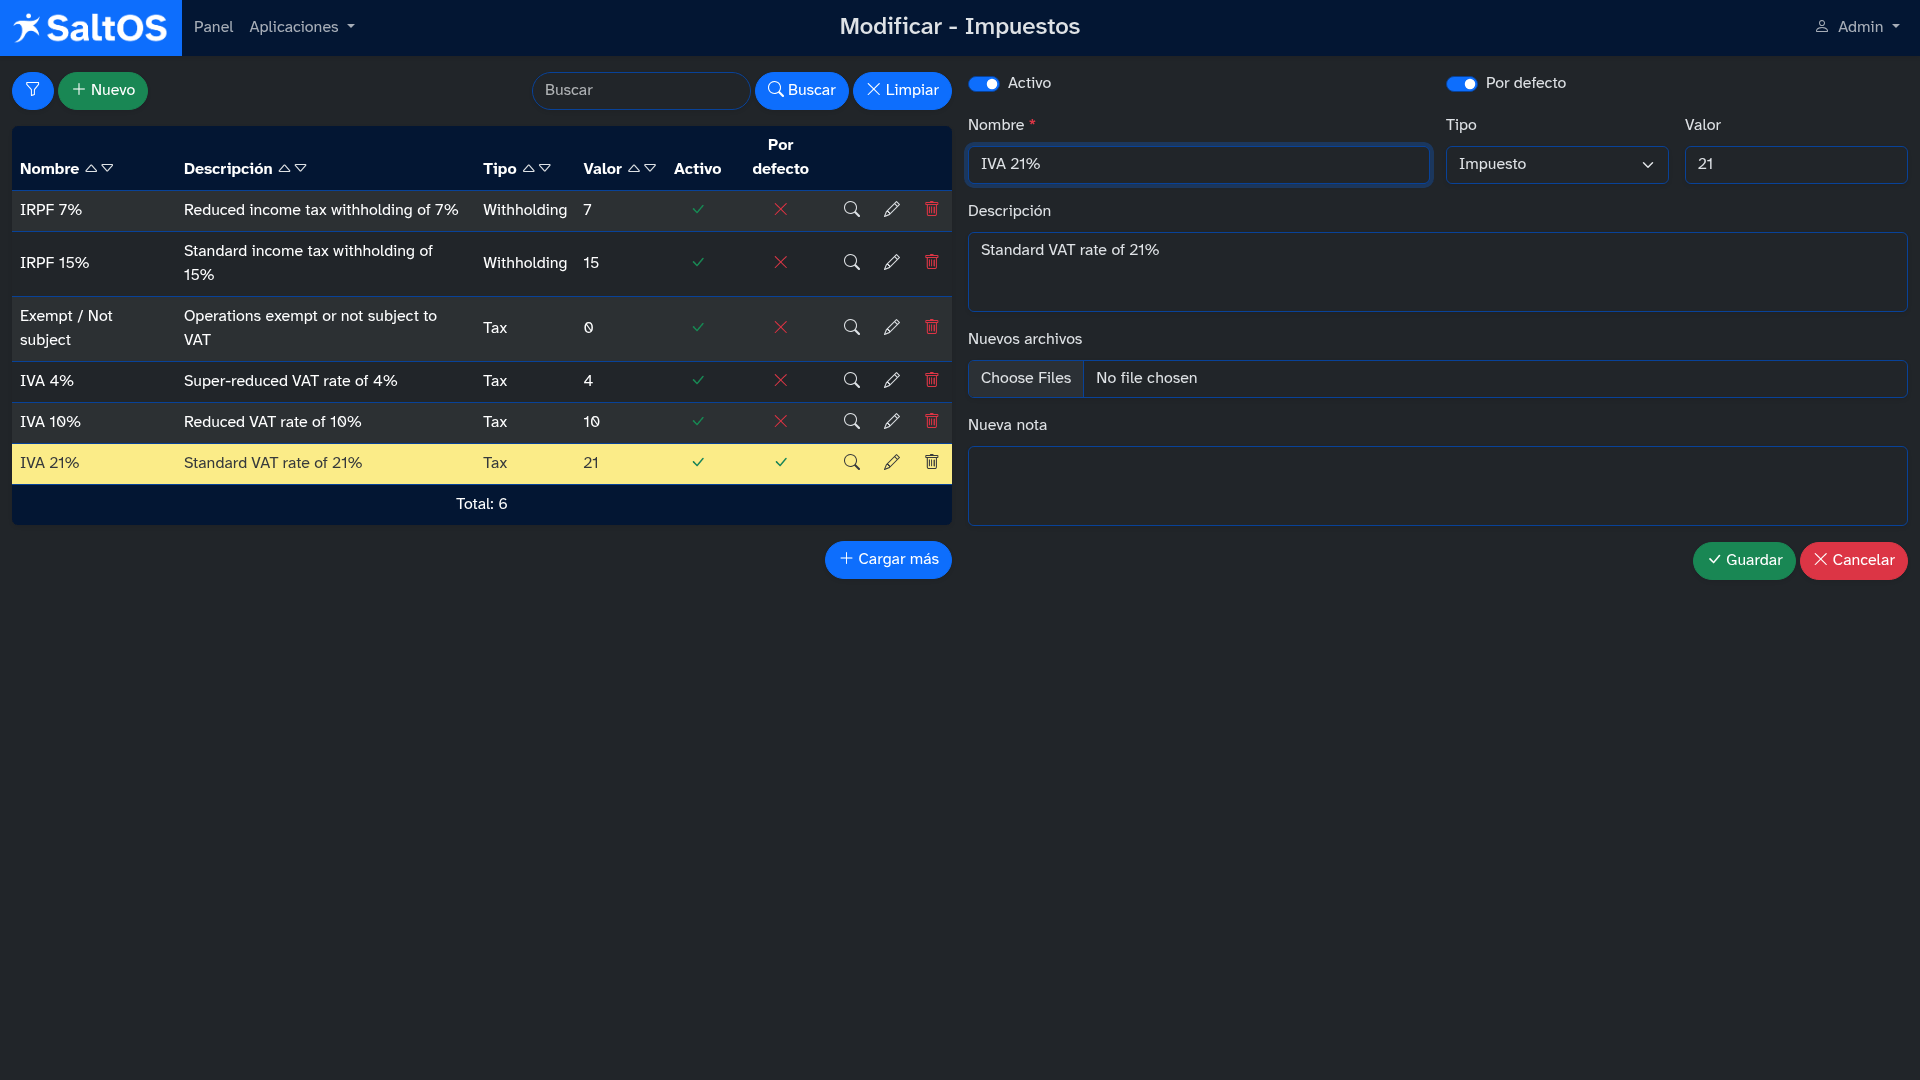 SaltOS
Panel
Aplicaciones
Modificar - Impuestos
Admin
Nuevo
Buscar
Buscar
Limpiar
Nombre
Descripción
Tipo
Valor
Activo
Por
defecto
IRPF 7%
Reduced income tax withholding of 7%
Withholding
7
IRPF 15%
Standard income tax withholding of
15%
Withholding
15
Exempt / Not
subject
Operations exempt or not subject to
VAT
Tax
0
IVA 4%
Super-reduced VAT rate of 4%
Tax
4
IVA 10%
Reduced VAT rate of 10%
Tax
10
IVA 21%
Standard VAT rate of 21%
Tax
21
Total: 6
Cargar más
Activo
Por defecto
Nombre *
Tipo
Valor
IVA 21%
Impuesto
21
Descripción
Standard VAT rate of 21%
Nuevos archivos
Choose Files
No file chosen
Nueva nota
Guardar
Cancelar